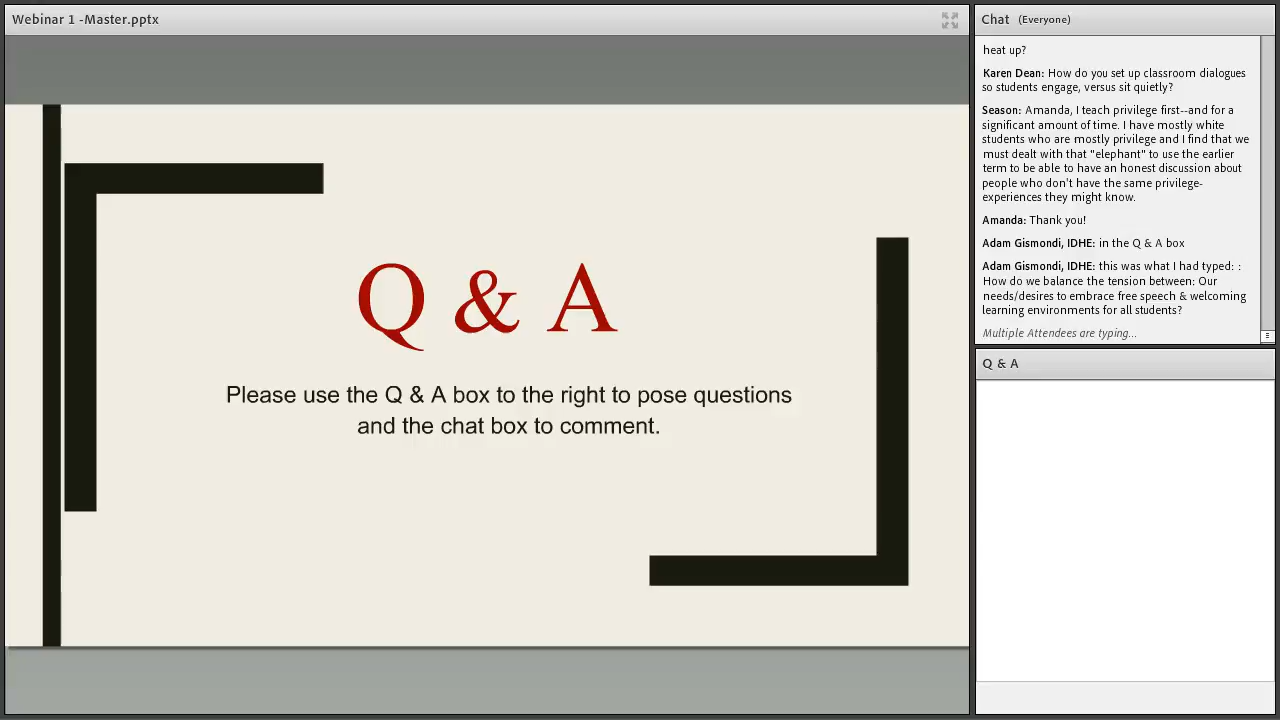 Webinar 1 -Master.pptx
Q & A
Please use the Q & A box to the right to pose questions
and the chat box to comment.
Chat (Everyone)
heat up?
Karen Dean: How do you set up classroom dialogues
so students engage, versus sit quietly?
Season: Amanda, I teach privilege first--and for a
significant amount of time. I have mostly white
students who are mostly privilege and I find that we
must dealt with that "elephant" to use the earlier
term to be able to have an honest discussion about
people who don't have the same privilege-
experiences they might know.
Amanda: Thank you!
Adam Gismondi, IDHE: in the Q & A box
Adam Gismondi, IDHE: this was what I had typed: :
How do we balance the tension between: Our
needs/desires to embrace free speech & welcoming
learning environments for all students?
Multiple Attendees are typing...
Q & A